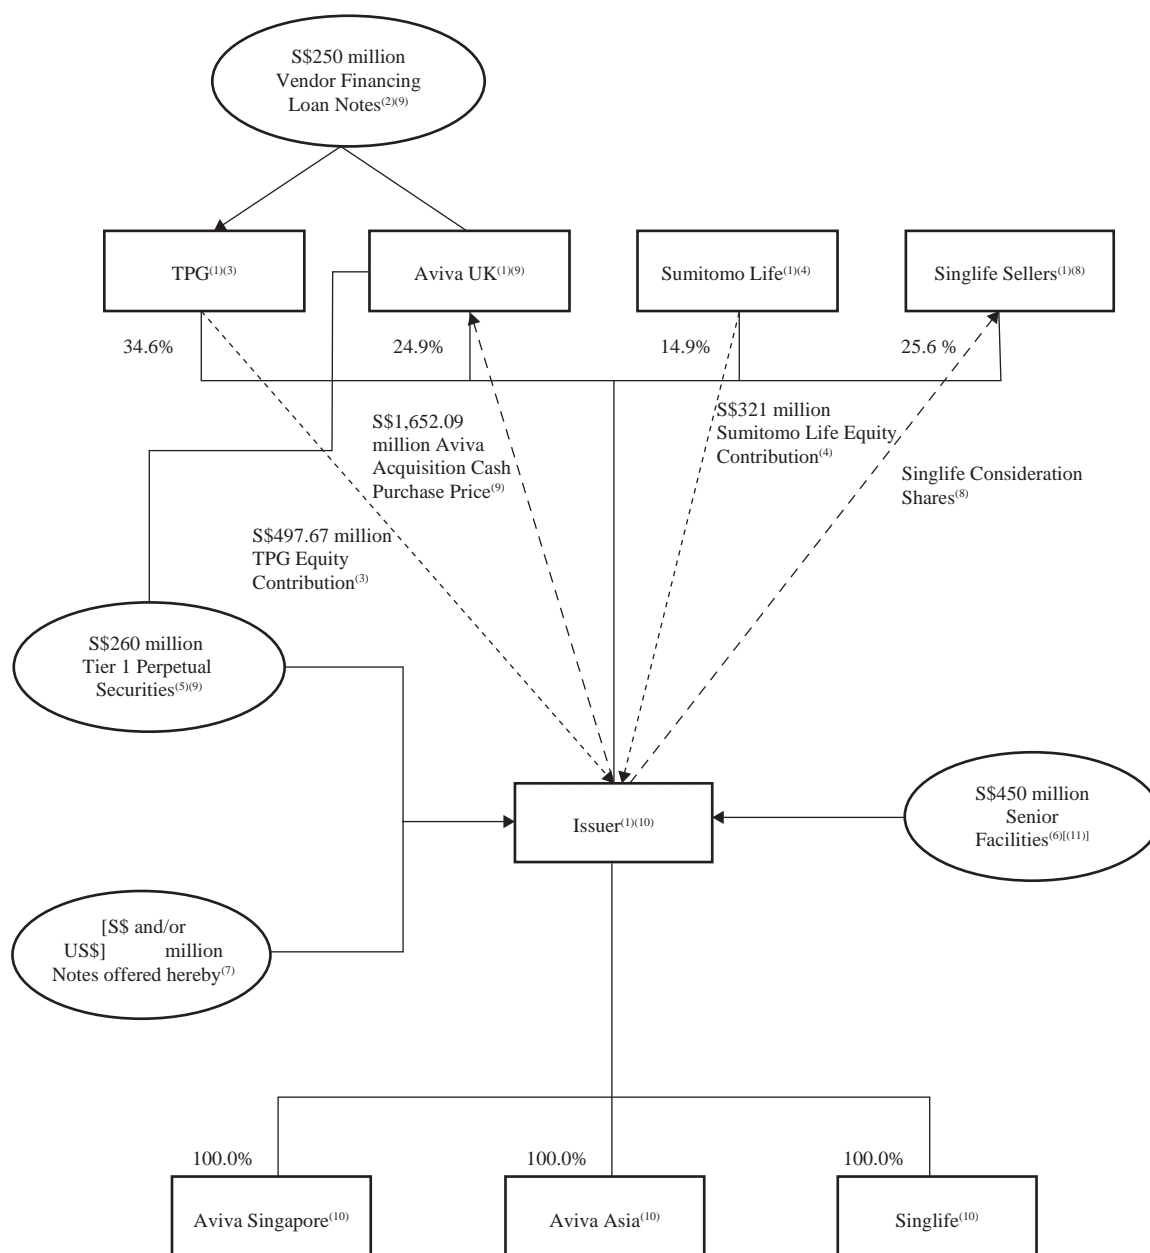 S$250 million
Vendor Financing
Loan Notes(2)(9)
TPG(1)(3)
Aviva UK(1)(9)
Sumitomo Life(1)(4)
Singlife Sellers(1)(8)
34.6%
24.9%
14.9%
25.6 %
S$1,652.09
million Aviva
Acquisition Cash
Purchase Price(9)
S$321 million
Sumitomo Life Equity
Contribution(4)
Singlife Consideration
Shares(8)
S$497.67 million
TPG Equity
Contribution(3)
S$260 million
Tier 1 Perpetual
Securities(5)(9)
Issuer(1)(10)
S$450 million
Senior
Facilities(6)[(11)]
[S$ and/or
US$] million
Notes offered hereby(7)
100.0%
100.0%
100.0%
Aviva Singapore(10)
Aviva Asia(10)
Singlife(10)